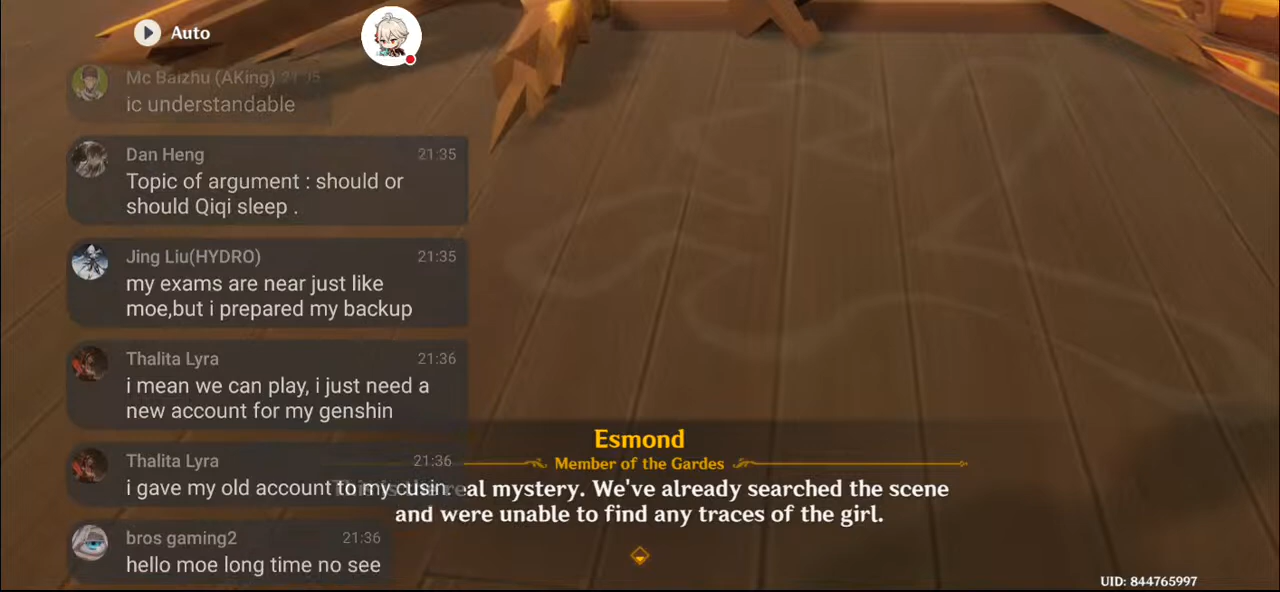 Auto
Mc Baizhu (AKing) 21:35
ic understandable
Dan Heng 21:35
Topic of argument : should or
should Qiqi sleep .
Jing Liu(HYDRO) 21:35
my exams are near just like
moe,but i prepared my backup
Thalita Lyra 21:36
i mean we can play, i just need a
new account for my genshin
Thalita Lyra 21:36
i gave my old account to my cusin
bros gaming2 21:36
hello moe long time no see
Esmond
Member of the Gardes
real mystery. We've already searched the scene
and were unable to find any traces of the girl.
UID: 844765997